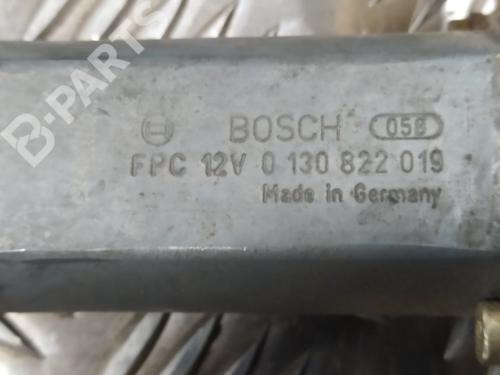 B-PARTS
BOSCH 058
FPC 12V 0 130 822 019
Made in Germany